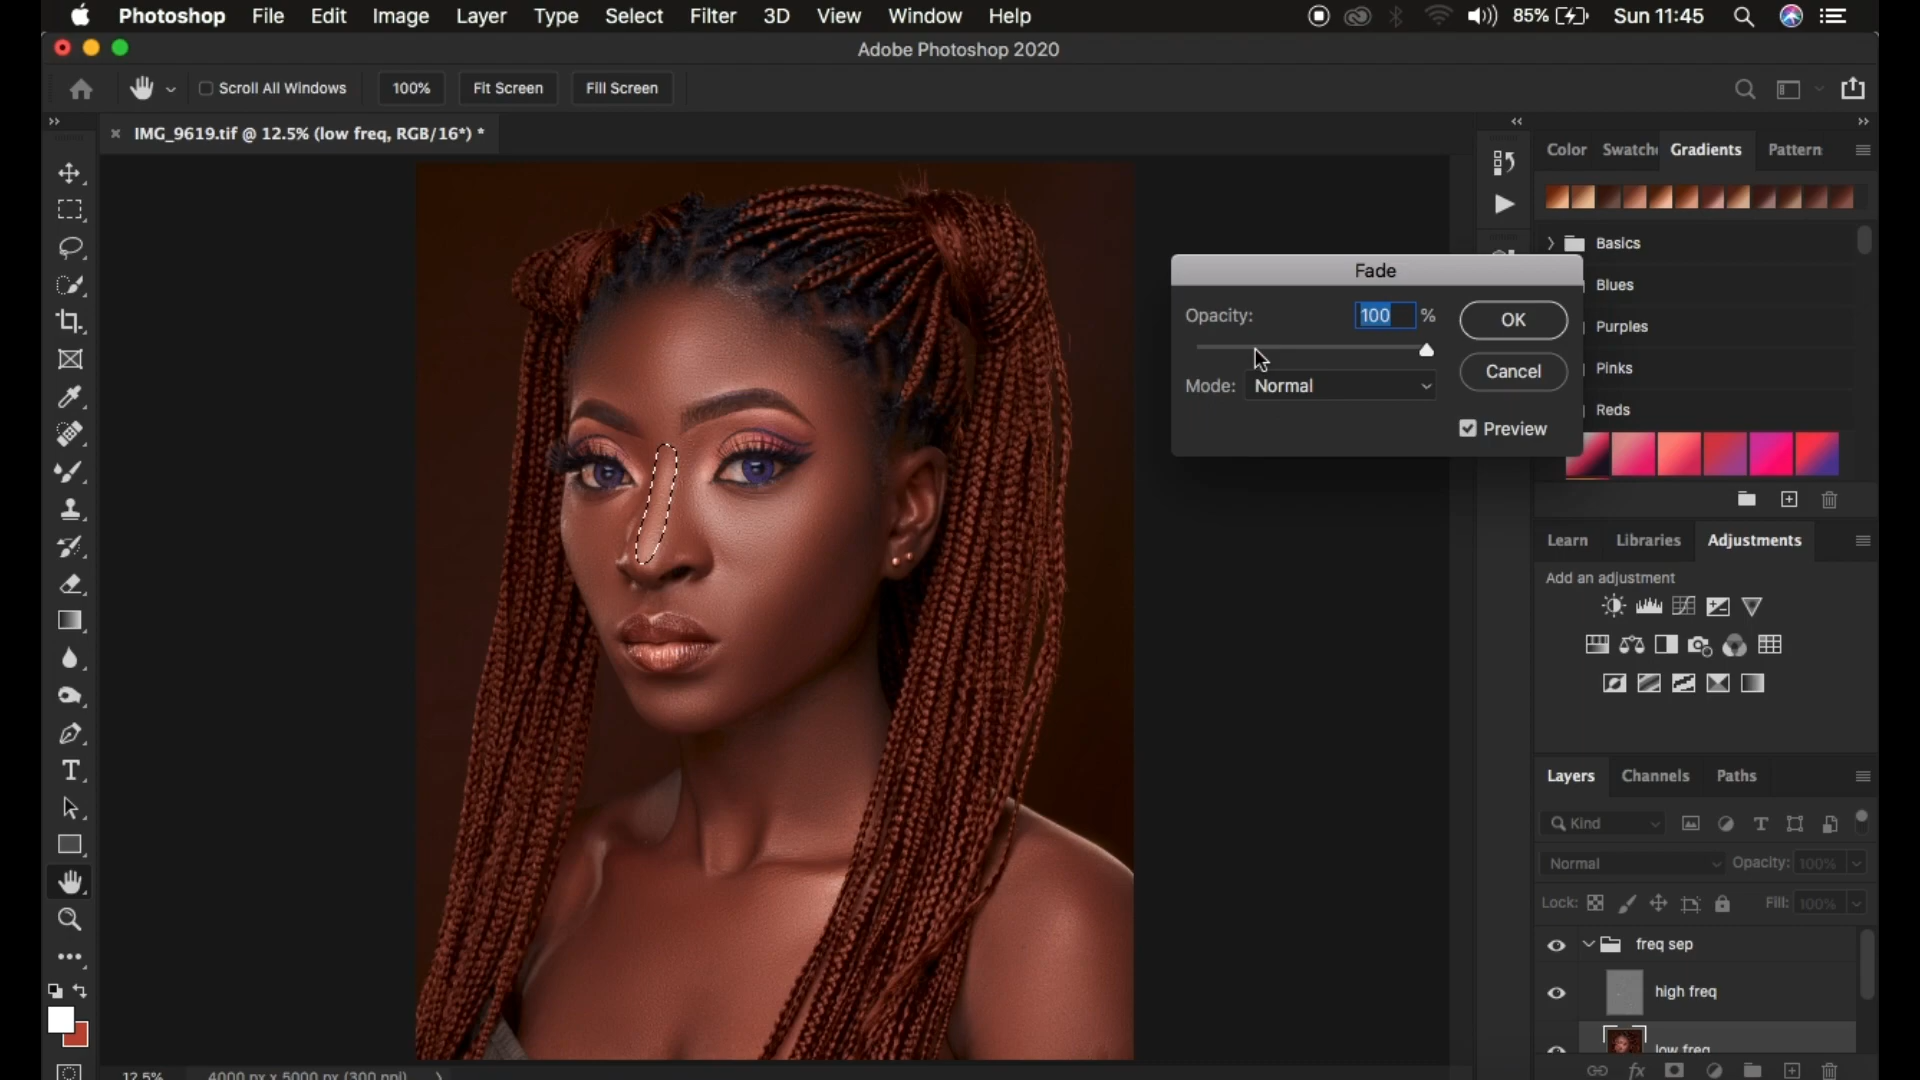 Photoshop File Edit Image Layer Type Select Filter 3D View Window Help 85% Sun 11:45
Adobe Photoshop 2020
Scroll All Windows 100% Fit Screen Fill Screen
IMG_9619.tif @ 12.5% (low freq, RGB/16*) *
Color Swatche Gradients Pattern
Basics
Blues
Purples
Pinks
Reds
Fade
Opacity: 100 %
OK
Cancel
Mode: Normal
Preview
Learn Libraries Adjustments
Add an adjustment
Layers Channels Paths
Kind
Normal Opacity: 100%
Lock: Fill: 100%
freq sep
high freq
low freq
12.5% 4000 px x 5000 px (300 ppi)